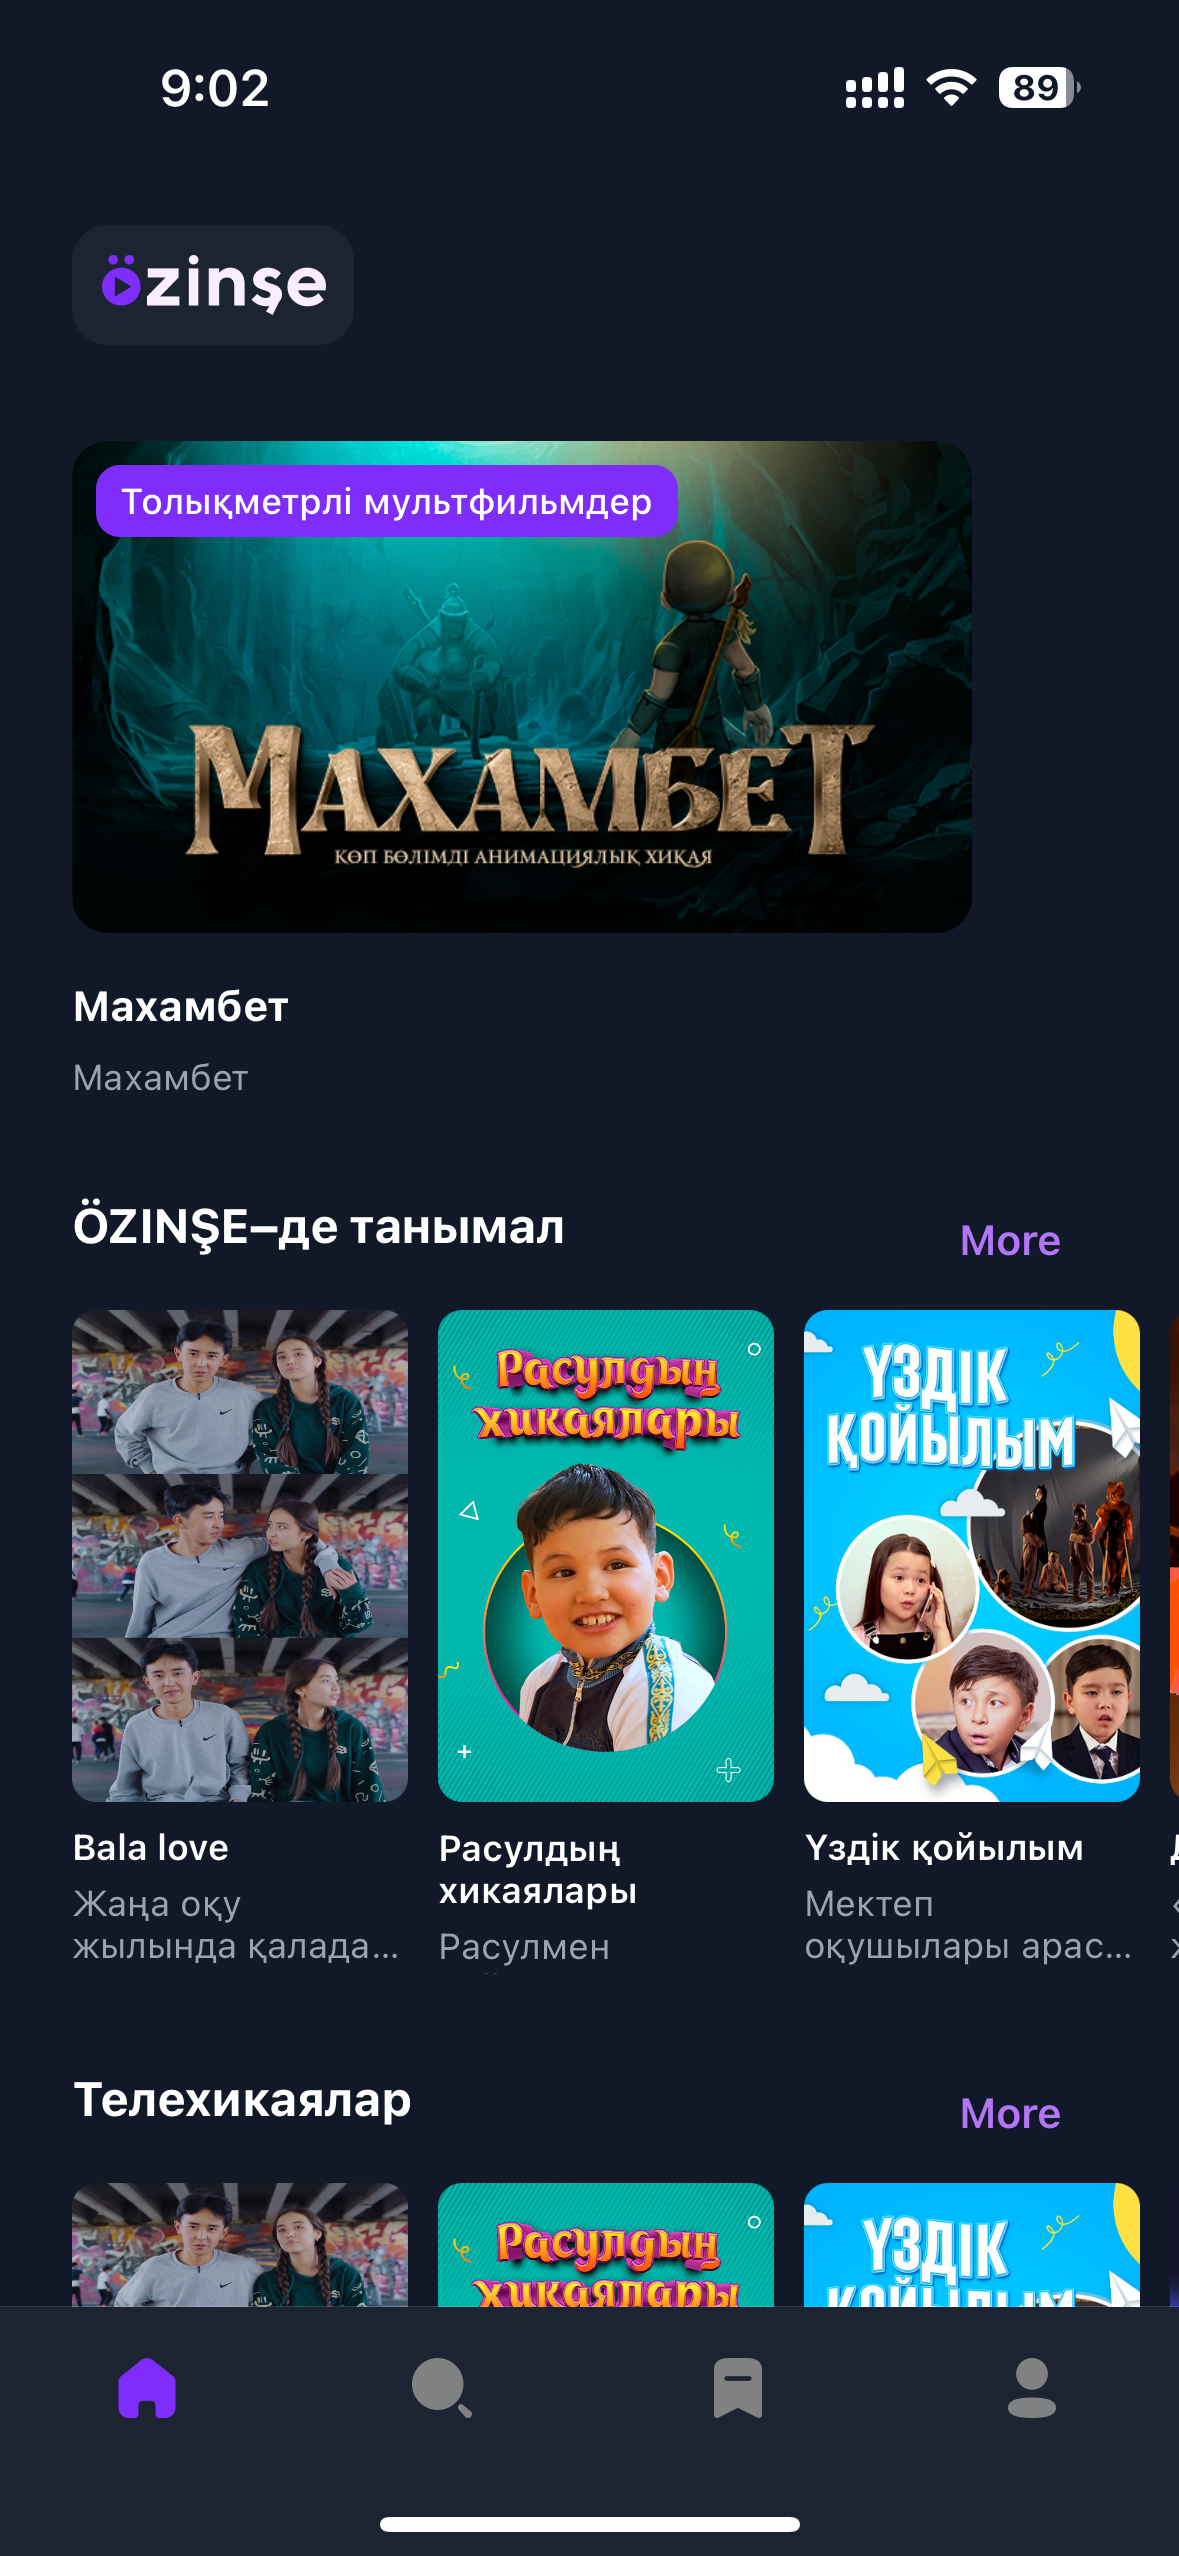 9:02
89
özinşe
Толықметрлі мультфильмдер
МАХАМБЕТ
КӨП БӨЛІМДІ АНИМАЦИЯЛЫҚ ХИҚАЯ
Махамбет
Махамбет
ÖZINŞE–де танымал
More
Расулдың
хикаялары
ҮЗДІК
ҚОЙЫЛЫМ
Bala love
Расулдың
хикаялары
Үздік қойылым
Жаңа оқу
жылында қалада...
Расулмен
Мектеп
оқушылары арас...
Телехикаялар
More
Расулдың
хикаялары
ҮЗДІК
ҚОЙЫЛЫМ